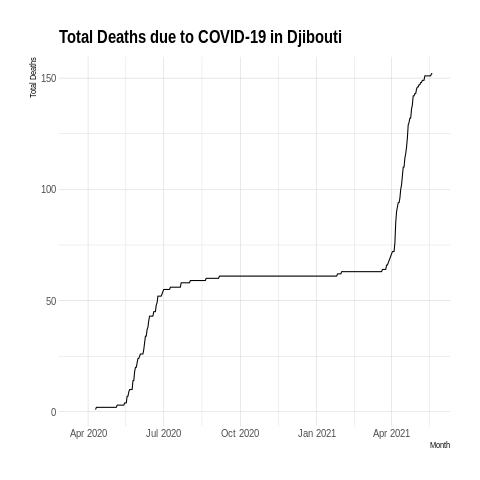 Total Deaths due to COVID-19 in Djibouti
Total Deaths
150
100
50
0
Apr 2020
Jul 2020
Oct 2020
Jan 2021
Apr 2021
Month